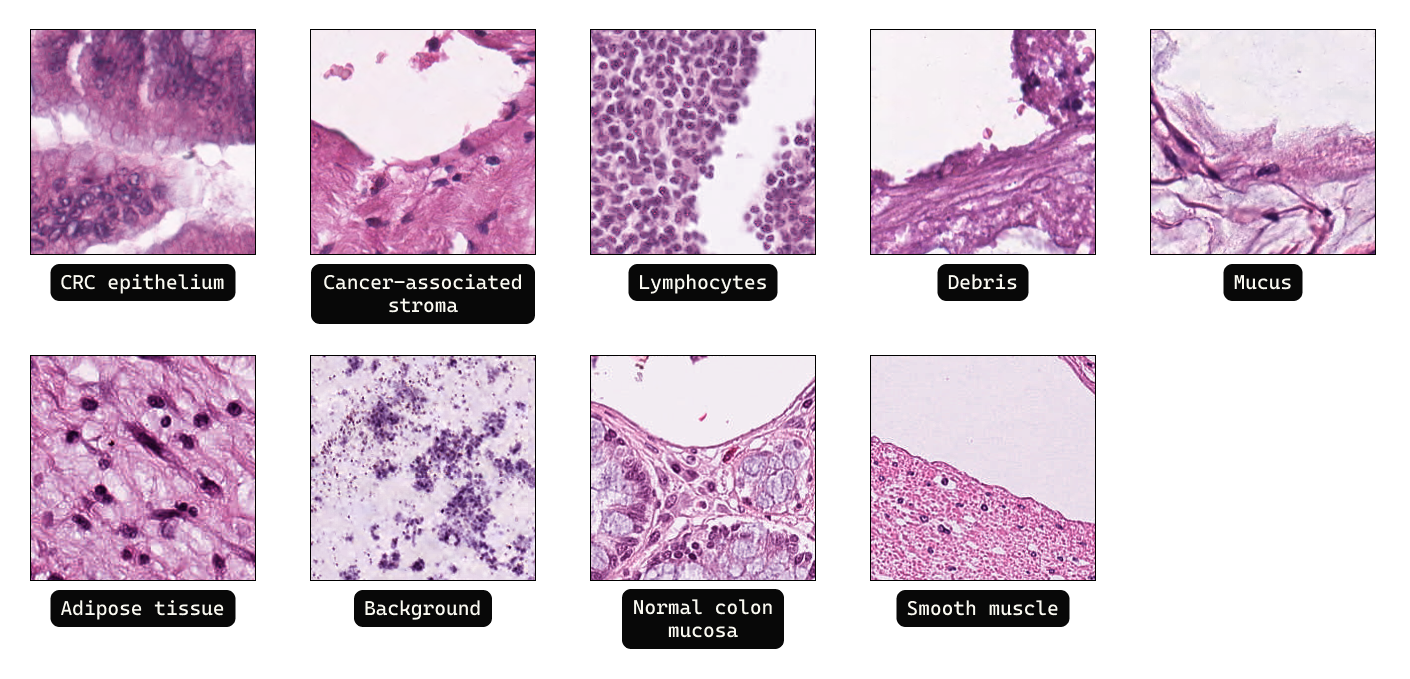 CRC epithelium
Cancer-associated
stroma
Lymphocytes
Debris
Mucus
Adipose tissue
Background
Normal colon
mucosa
Smooth muscle